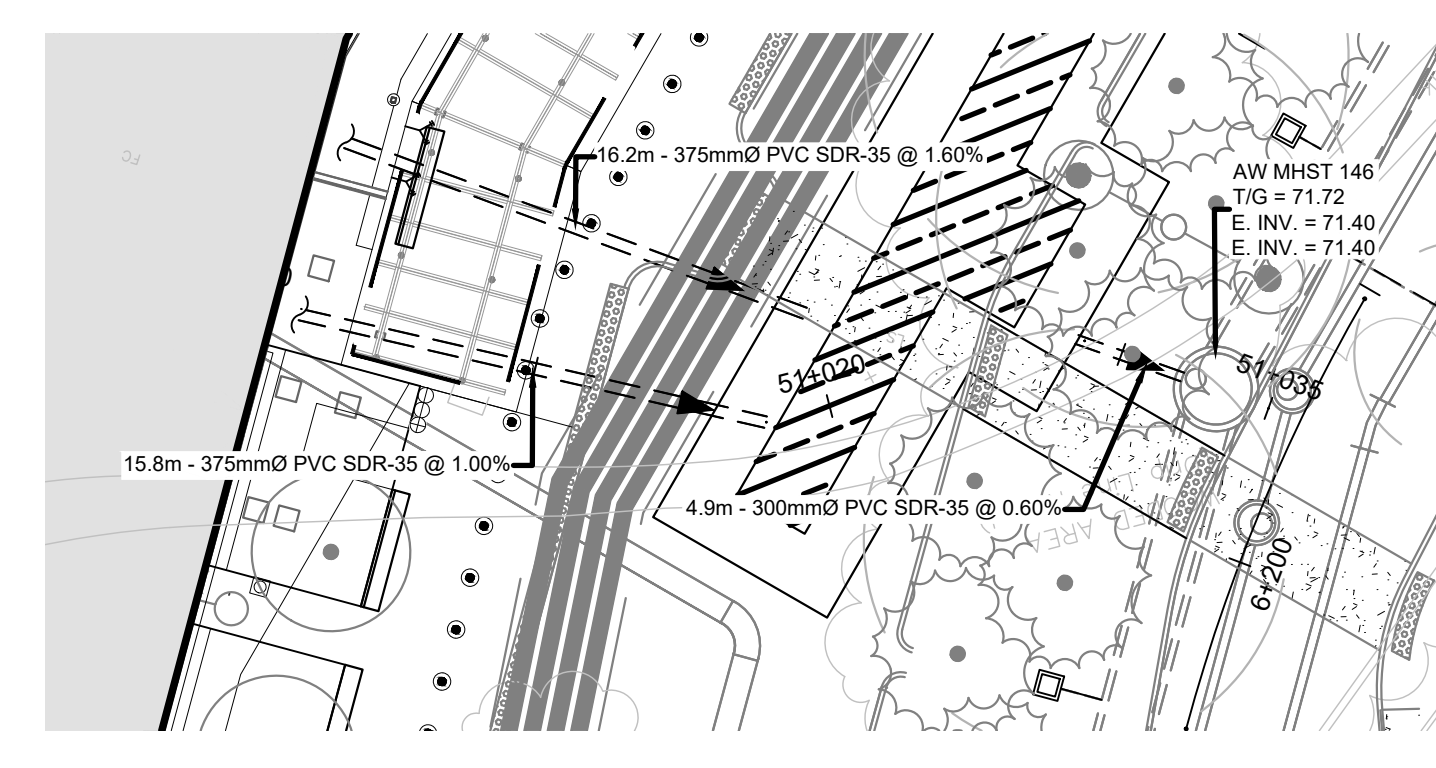 FC
16.2m - 375mmØ PVC SDR-35 @ 1.60%
AW MHST 146
T/G = 71.72
E. INV. = 71.40
E. INV. = 71.40
51+020
51+035
15.8m - 375mmØ PVC SDR-35 @ 1.00%
4.9m - 300mmØ PVC SDR-35 @ 0.60%
AREA
6+200